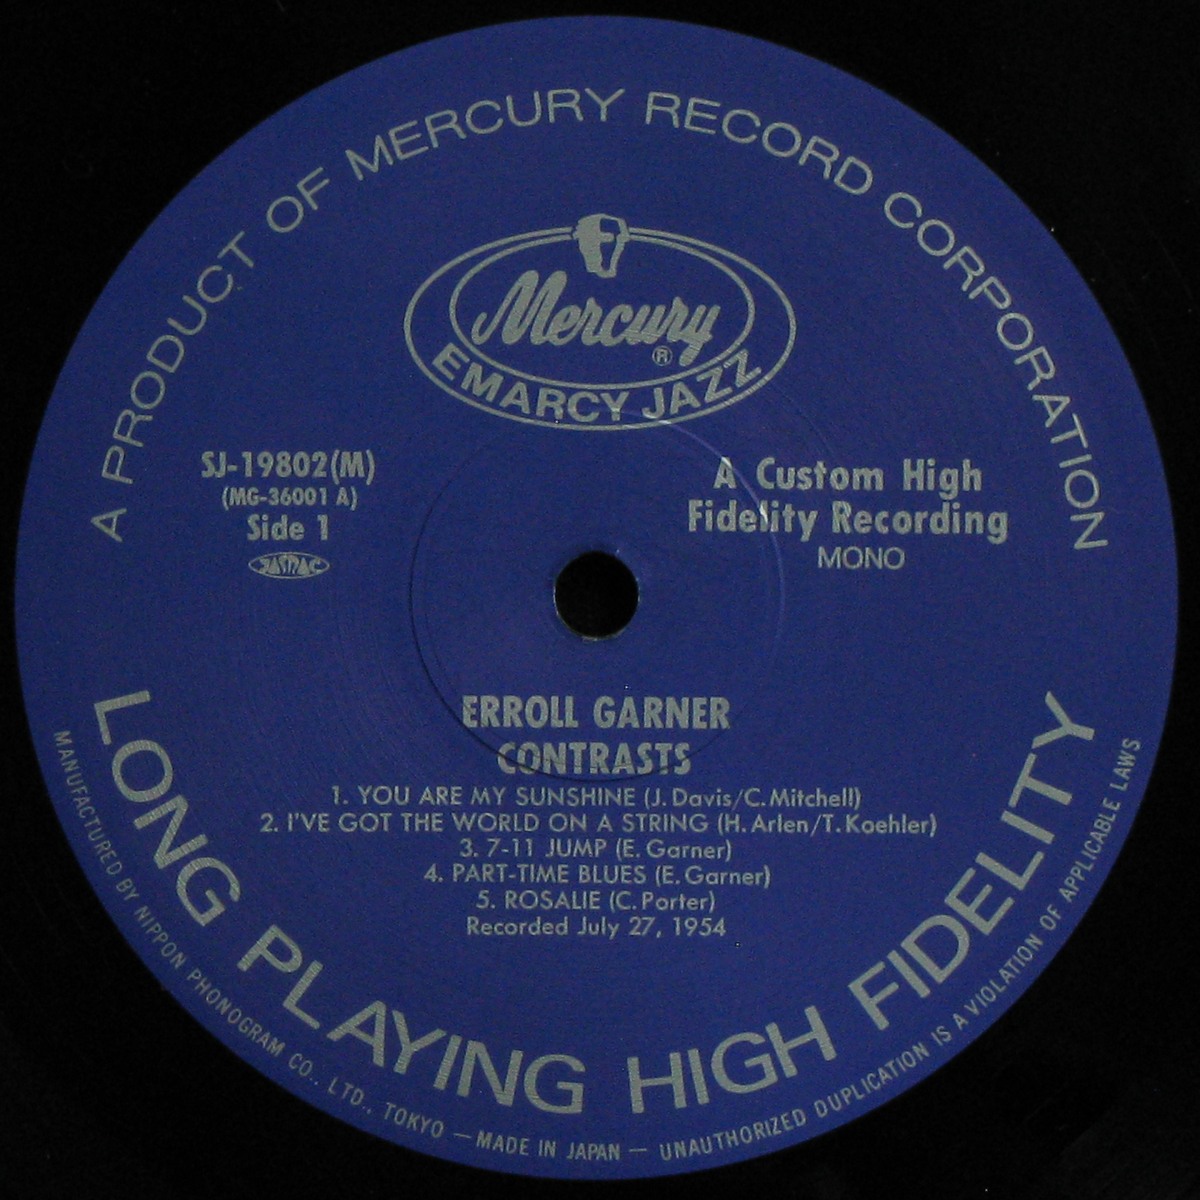 A PRODUCT OF MERCURY RECORD CORPORATION
Mercury
®
EMARCY JAZZ
SJ-19802(M)
(MG-36001 A)
Side 1
JASRAC
A Custom High
Fidelity Recording
MONO
ERROLL GARNER
CONTRASTS
1. YOU ARE MY SUNSHINE (J. Davis/C. Mitchell)
2. I'VE GOT THE WORLD ON A STRING (H. Arlen/T. Koehler)
3. 7-11 JUMP (E. Garner)
4. PART-TIME BLUES (E. Garner)
5. ROSALIE (C. Porter)
Recorded July 27, 1954
LONG PLAYING HIGH FIDELITY
MANUFACTURED BY NIPPON PHONOGRAM CO., LTD., TOKYO — MADE IN JAPAN — UNAUTHORIZED DUPLICATION IS A VIOLATION OF APPLICABLE LAWS